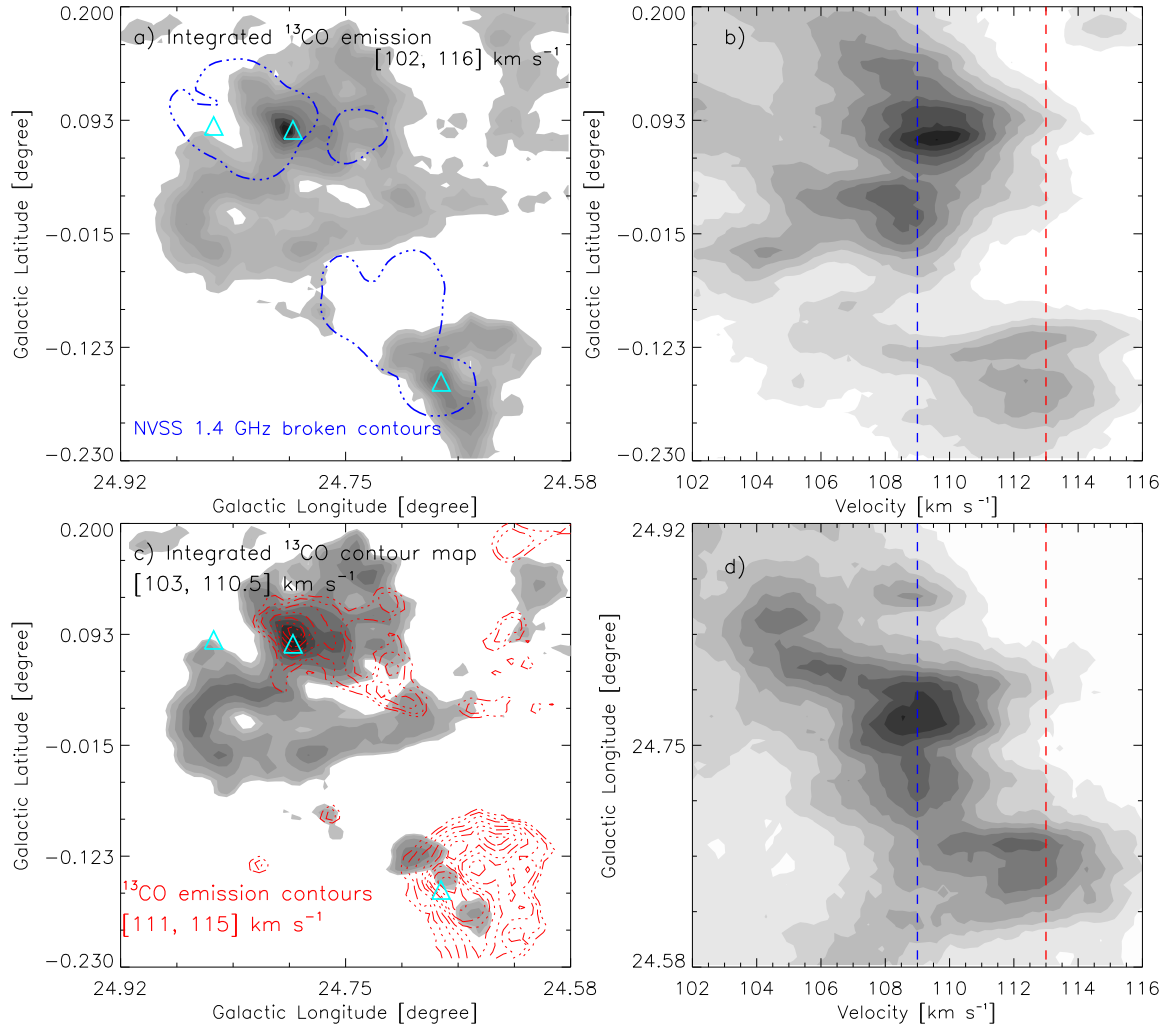 a) Integrated ¹³CO emission
[102, 116] km s⁻¹
NVSS 1.4 GHz broken contours
0.200
0.093
−0.015
−0.123
−0.230
Galactic Latitude [degree]
24.92
24.75
24.58
Galactic Longitude [degree]
b)
0.200
0.093
−0.015
−0.123
−0.230
Galactic Latitude [degree]
102 104 106 108 110 112 114 116
Velocity [km s⁻¹]
c) Integrated ¹³CO contour map
[103, 110.5] km s⁻¹
¹³CO emission contours
[111, 115] km s⁻¹
0.200
0.093
−0.015
−0.123
−0.230
Galactic Latitude [degree]
24.92
24.75
24.58
Galactic Longitude [degree]
d)
24.92
24.75
24.58
Galactic Longitude [degree]
102 104 106 108 110 112 114 116
Velocity [km s⁻¹]